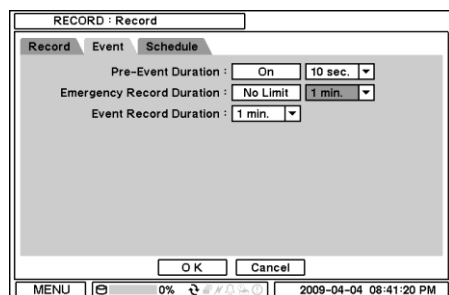 RECORD : Record
Record Event Schedule
Pre-Event Duration : On 10 sec.
Emergency Record Duration : No Limit 1 min.
Event Record Duration : 1 min.
OK Cancel
MENU 0% 2009-04-04 08:41:20 PM